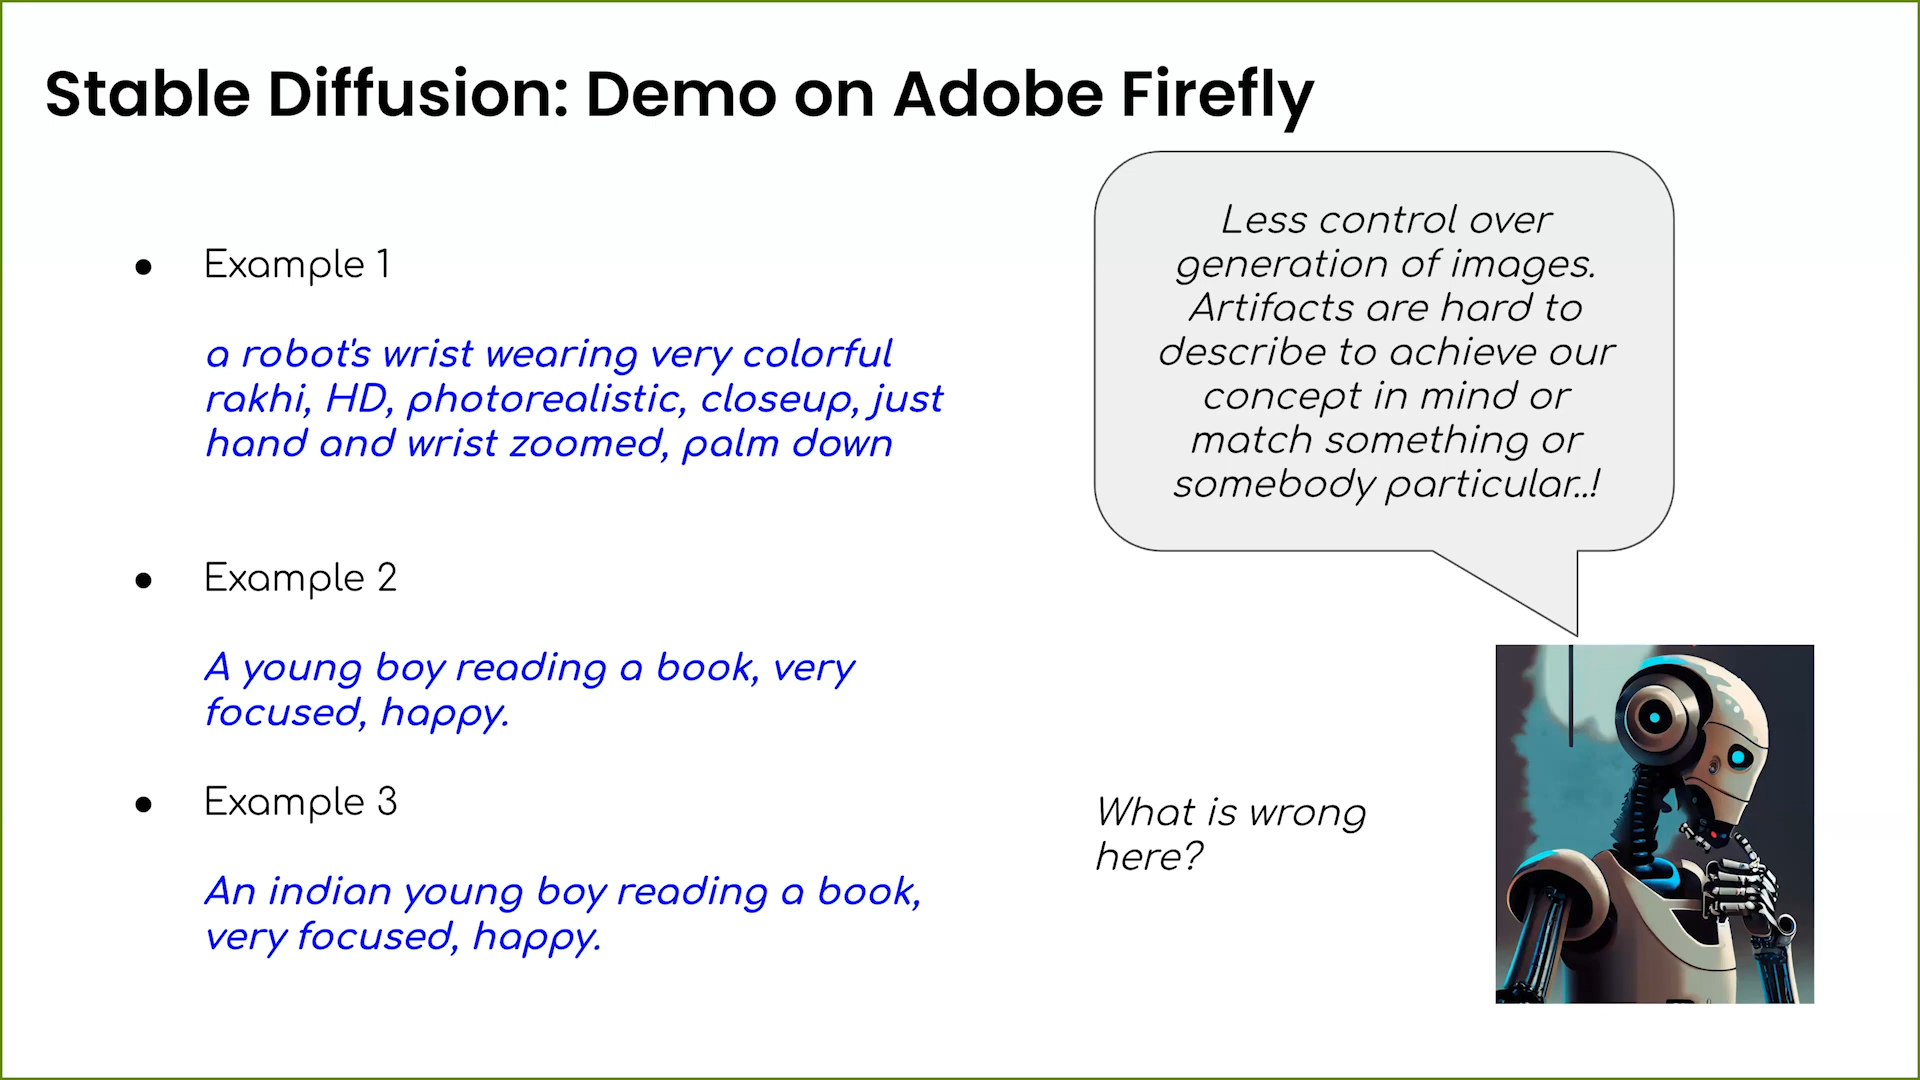 Stable Diffusion: Demo on Adobe Firefly
● Example 1
a robot's wrist wearing very colorful
rakhi, HD, photorealistic, closeup, just
hand and wrist zoomed, palm down
● Example 2
A young boy reading a book, very
focused, happy.
● Example 3
An indian young boy reading a book,
very focused, happy.
Less control over
generation of images.
Artifacts are hard to
describe to achieve our
concept in mind or
match something or
somebody particular..!
What is wrong
here?